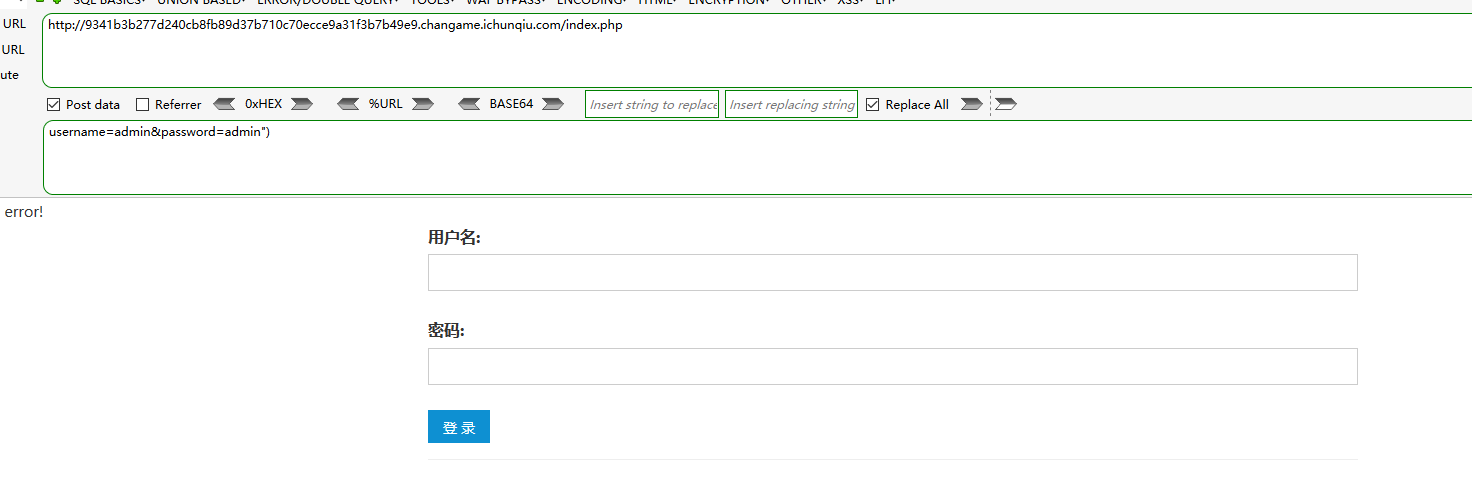 SQL BASICS▾ UNION BASED▾ ERROR/DOUBLE QUERY▾ TOOLS▾ WAF BYPASS▾ ENCODING▾ HTML▾ ENCRYPTION▾ OTHER▾ XSS▾ LFI▾
URL http://9341b3b277d240cb8fb89d37b710c70ecce9a31f3b7b49e9.changame.ichunqiu.com/index.php
URL
ute
Post data Referrer 0xHEX %URL BASE64 Insert string to replace Insert replacing string Replace All
username=admin&password=admin")
error!
用户名:
密码:
登 录